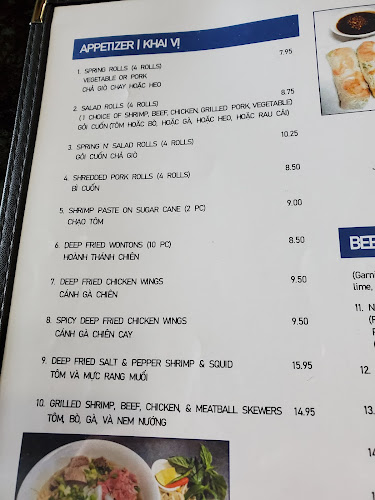 APPETIZER | KHAI VỊ
1. SPRING ROLLS (4 ROLLS) 7.95
VEGETABLE OR PORK
CHẢ GIÒ CHAY HOẶC HEO
2. SALAD ROLLS (4 ROLLS) 8.75
(1 CHOICE OF SHRIMP, BEEF, CHICKEN, GRILLED PORK, VEGETABLE)
GỎI CUỐN (TÔM HOẶC BÒ, HOẶC GÀ, HOẶC HEO, HOẶC RAU CẢI)
3. SPRING N' SALAD ROLLS (4 ROLLS) 10.25
GỎI CUỐN CHẢ GIÒ
4. SHREDDED PORK ROLLS (4 ROLLS) 8.50
BÌ CUỐN
5. SHRIMP PASTE ON SUGAR CANE (2 PC) 9.00
CHẠO TÔM
6. DEEP FRIED WONTONS (10 PC) 8.50
HOÀNH THÁNH CHIÊN
7. DEEP FRIED CHICKEN WINGS 9.50
CÁNH GÀ CHIÊN
8. SPICY DEEP FRIED CHICKEN WINGS 9.50
CÁNH GÀ CHIÊN CAY
9. DEEP FRIED SALT & PEPPER SHRIMP & SQUID 15.95
TÔM VÀ MỰC RANG MUỐI
10. GRILLED SHRIMP, BEEF, CHICKEN, & MEATBALL SKEWERS 14.95
TÔM, BÒ, GÀ, VÀ NEM NƯỚNG
BEE
(Garn
lime,
11. N
(F
12.
13.
14